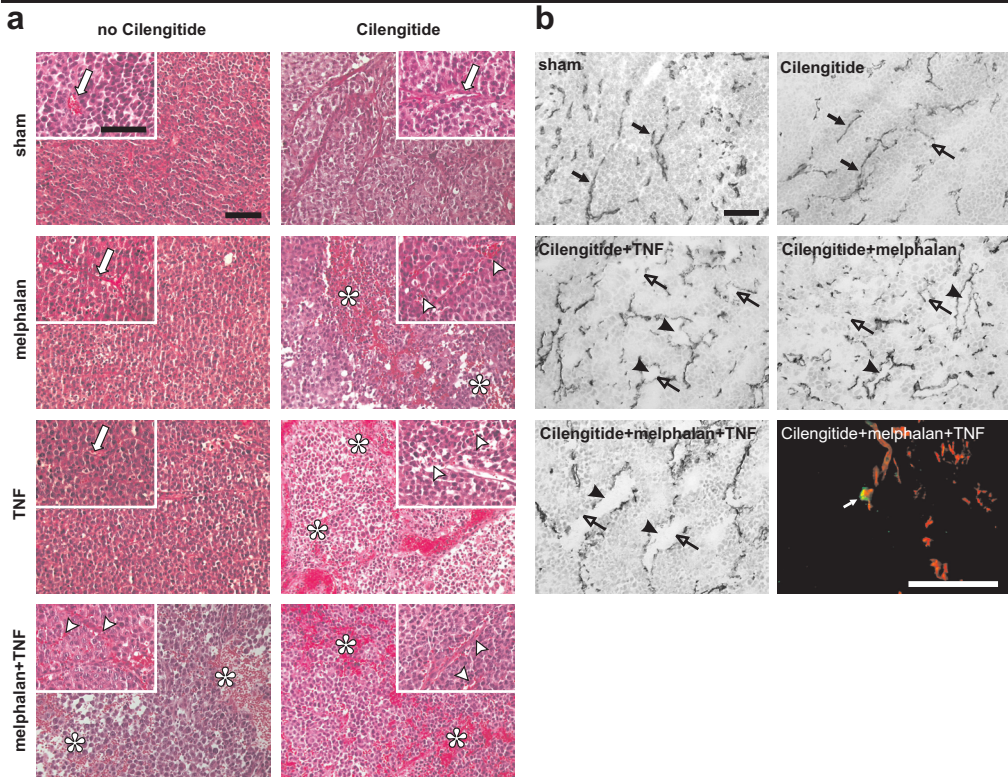 a
no Cilengitide
Cilengitide
sham
melphalan
TNF
melphalan+TNF
b
sham
Cilengitide
Cilengitide+TNF
Cilengitide+melphalan
Cilengitide+melphalan+TNF
Cilengitide+melphalan+TNF